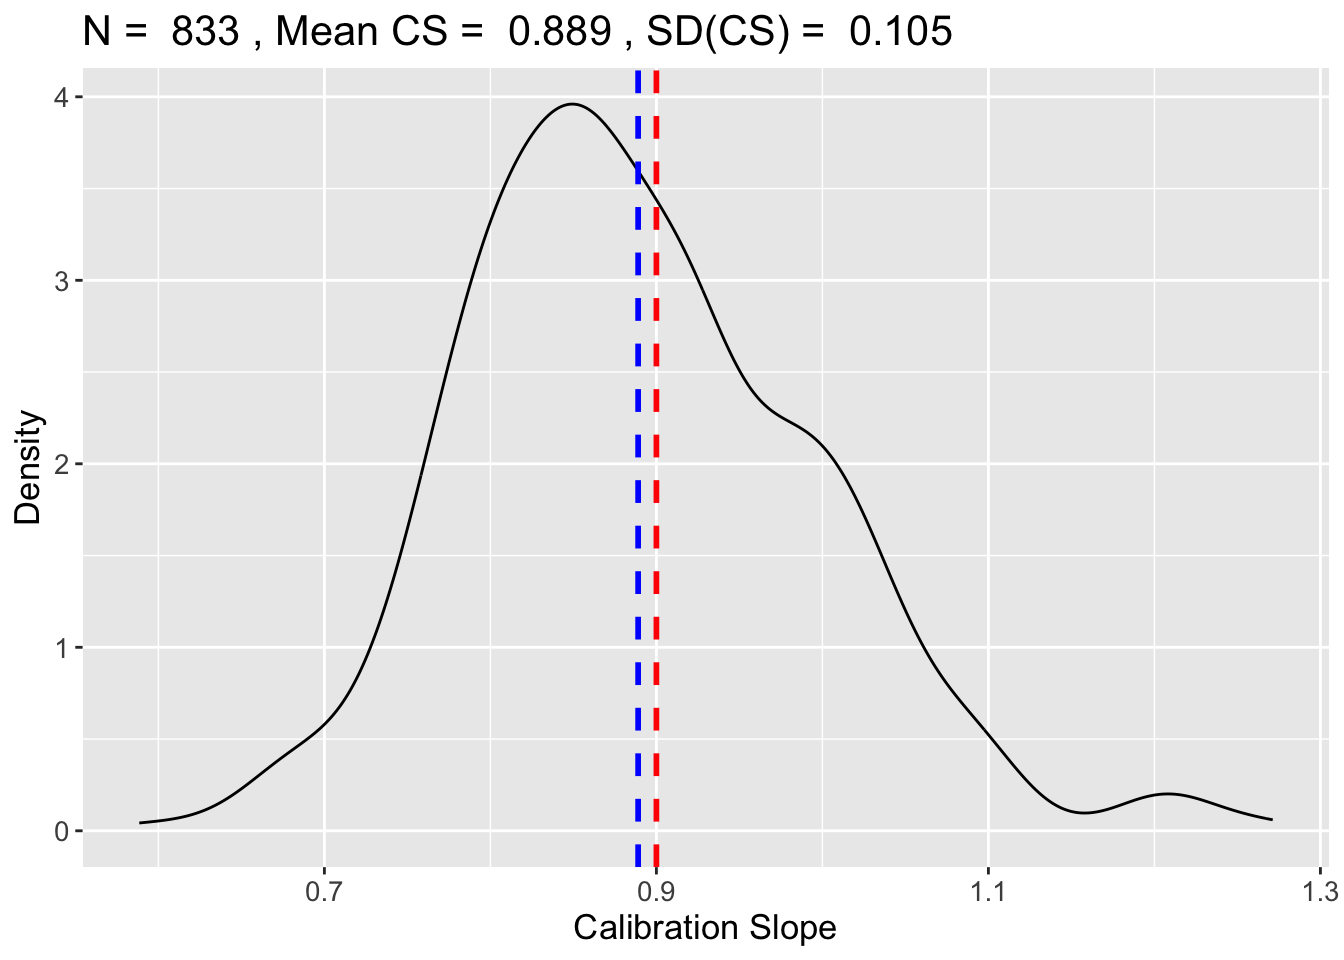 N =  833 , Mean CS =  0.889 , SD(CS) =  0.105
4
3
2
1
0
Density
0.7 0.9 1.1 1.3
Calibration Slope